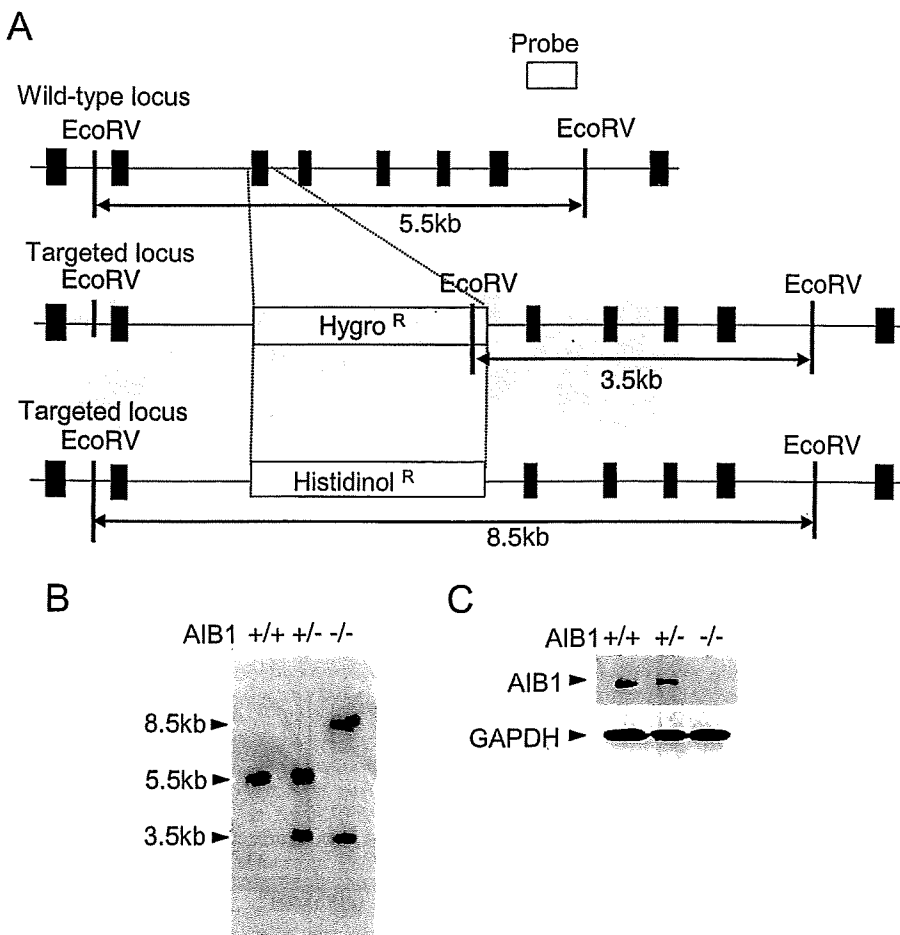 A
Probe
Wild-type locus
EcoRV
EcoRV
5.5kb
Targeted locus
EcoRV
EcoRV
EcoRV
Hygro R
3.5kb
Targeted locus
EcoRV
EcoRV
Histidinol R
8.5kb
B
AIB1 +/+ +/- -/-
8.5kb
5.5kb
3.5kb
C
AIB1 +/+ +/- -/-
AIB1
GAPDH